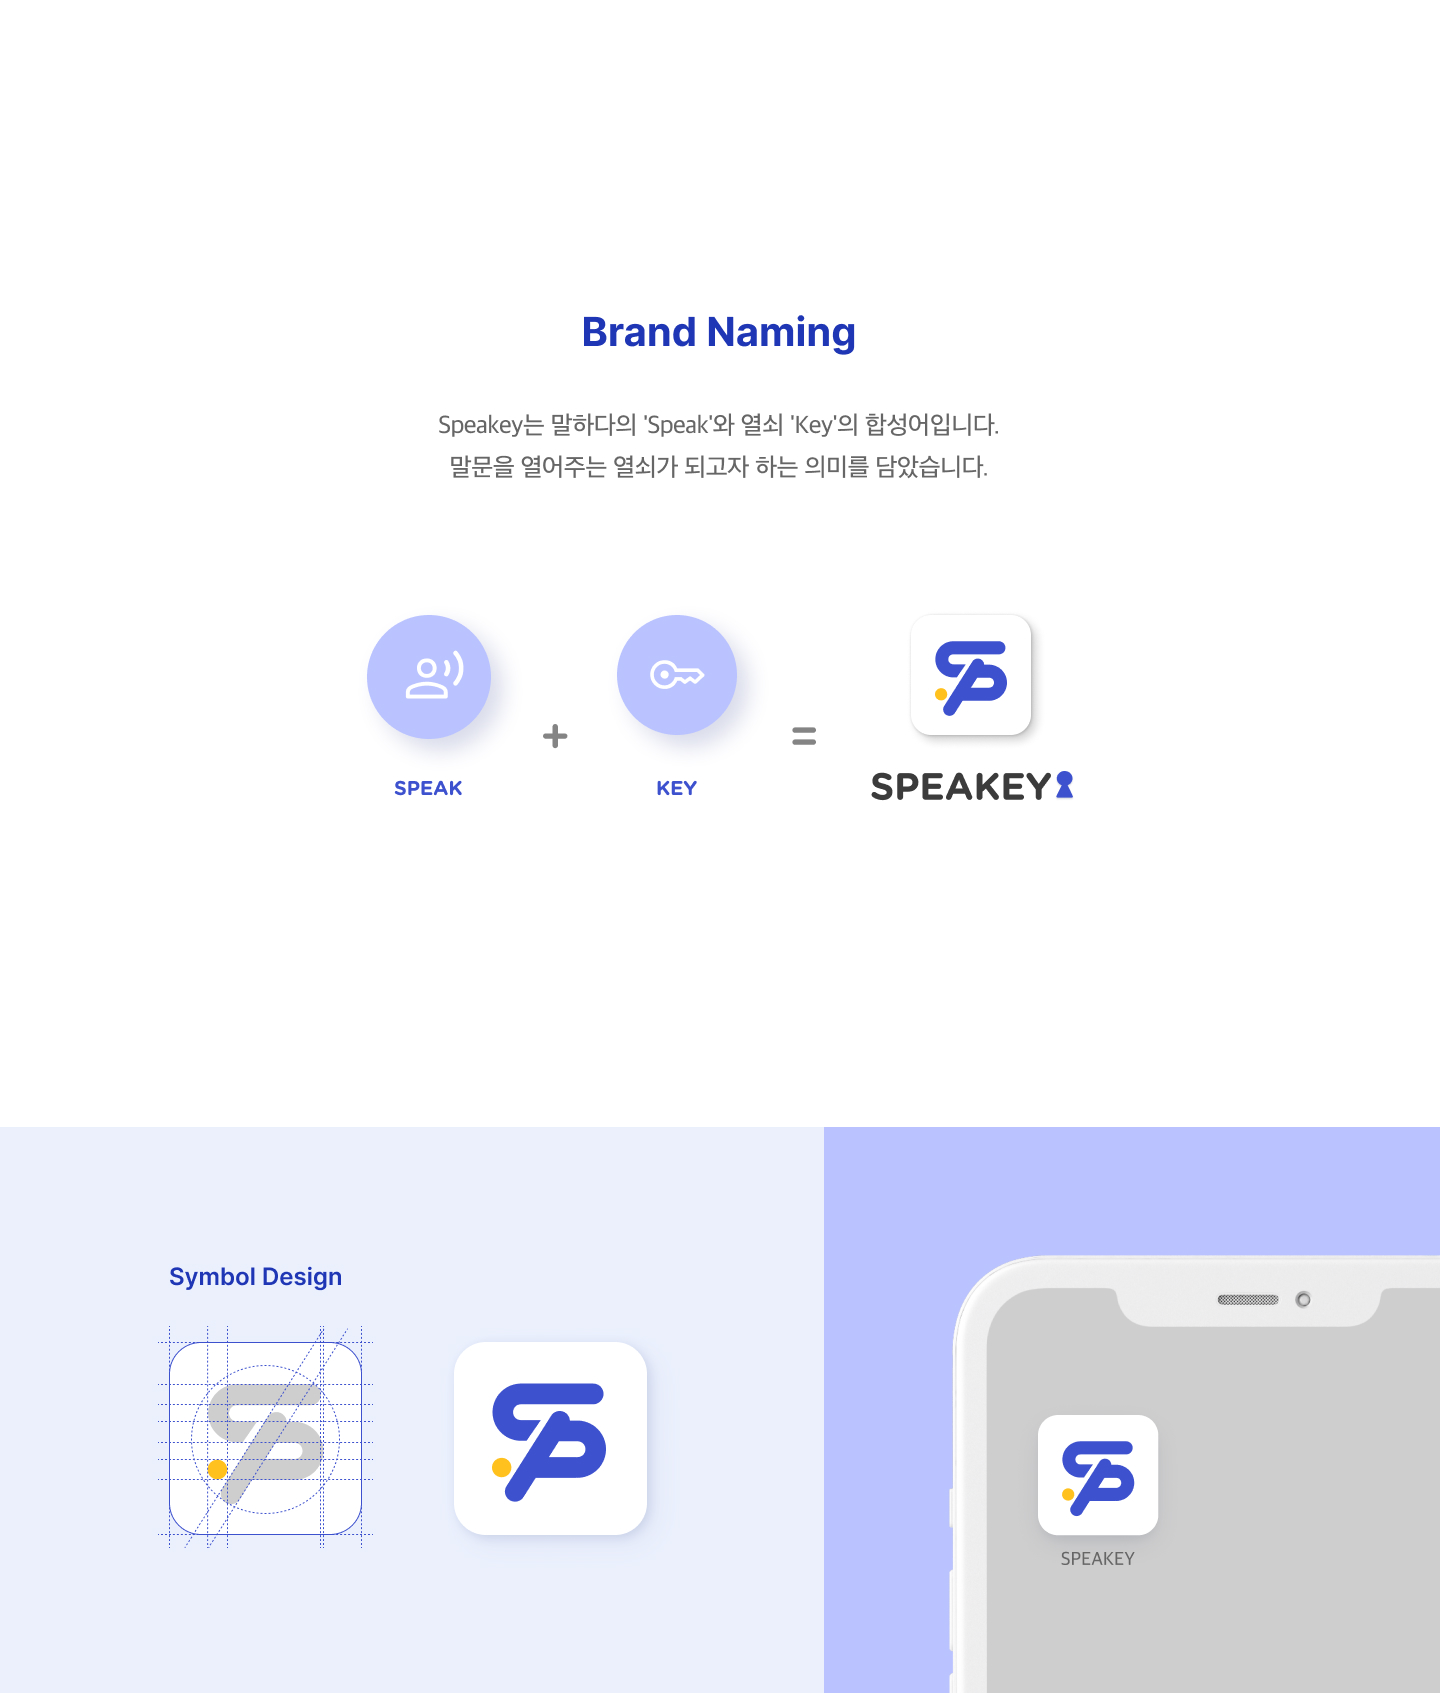 Brand Naming
Speakey는 말하다의 'Speak'와 열쇠 'Key'의 합성어입니다.
말문을 열어주는 열쇠가 되고자 하는 의미를 담았습니다.
+
=
SPEAK
KEY
SPEAKEY
Symbol Design
SPEAKEY